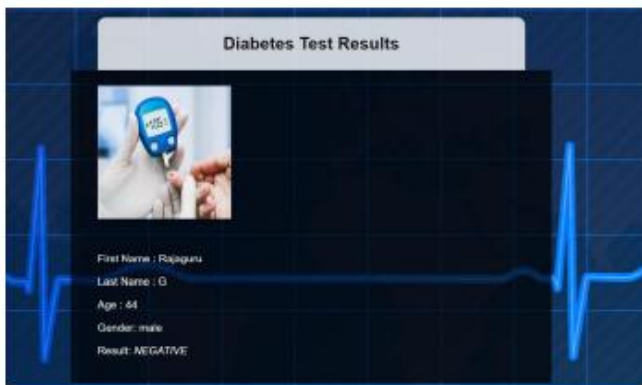 Diabetes Test Results
First Name : Rajaguru
Last Name : G
Age : 44
Gender: male
Result: NEGATIVE